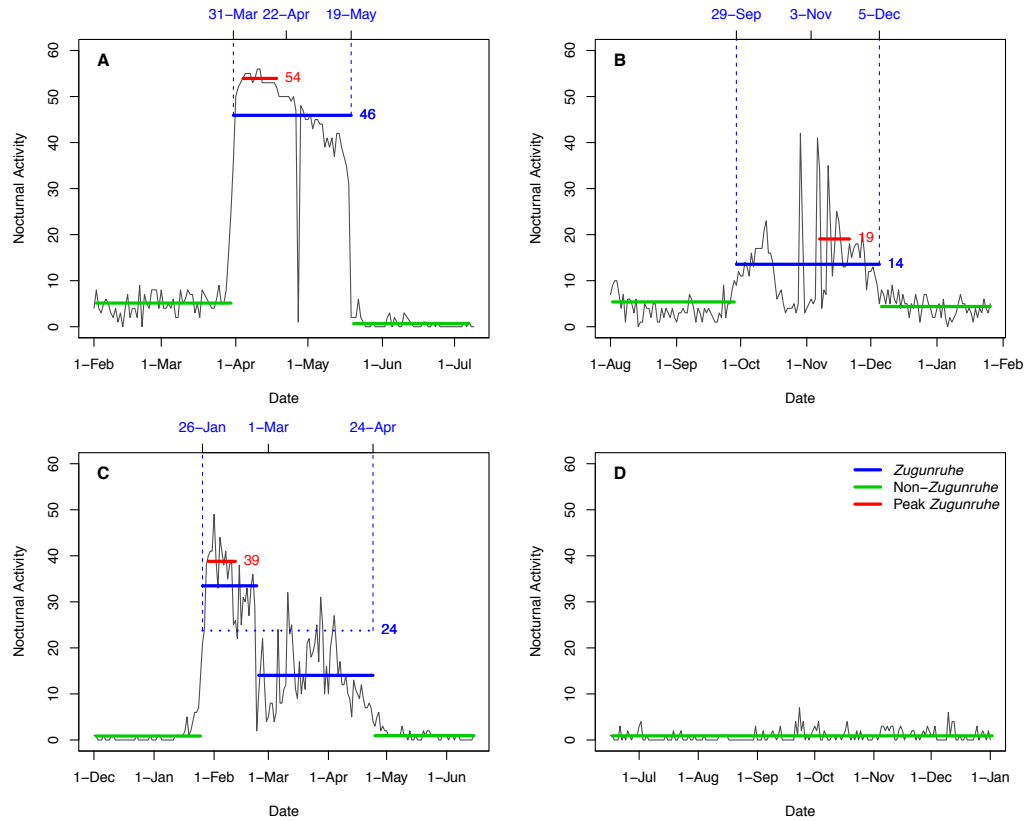 31–Mar 22–Apr 19–May
A
54
46
60
50
40
30
20
10
0
Nocturnal Activity
1–Feb 1–Mar 1–Apr 1–May 1–Jun 1–Jul
Date
29–Sep 3–Nov 5–Dec
B
19
14
60
50
40
30
20
10
0
Nocturnal Activity
1–Aug 1–Sep 1–Oct 1–Nov 1–Dec 1–Jan 1–Feb
Date
26–Jan 1–Mar 24–Apr
C
39
24
60
50
40
30
20
10
0
Nocturnal Activity
1–Dec 1–Jan 1–Feb 1–Mar 1–Apr 1–May 1–Jun
Date
D
Zugunruhe
Non–Zugunruhe
Peak Zugunruhe
60
50
40
30
20
10
0
Nocturnal Activity
1–Jul 1–Aug 1–Sep 1–Oct 1–Nov 1–Dec 1–Jan
Date